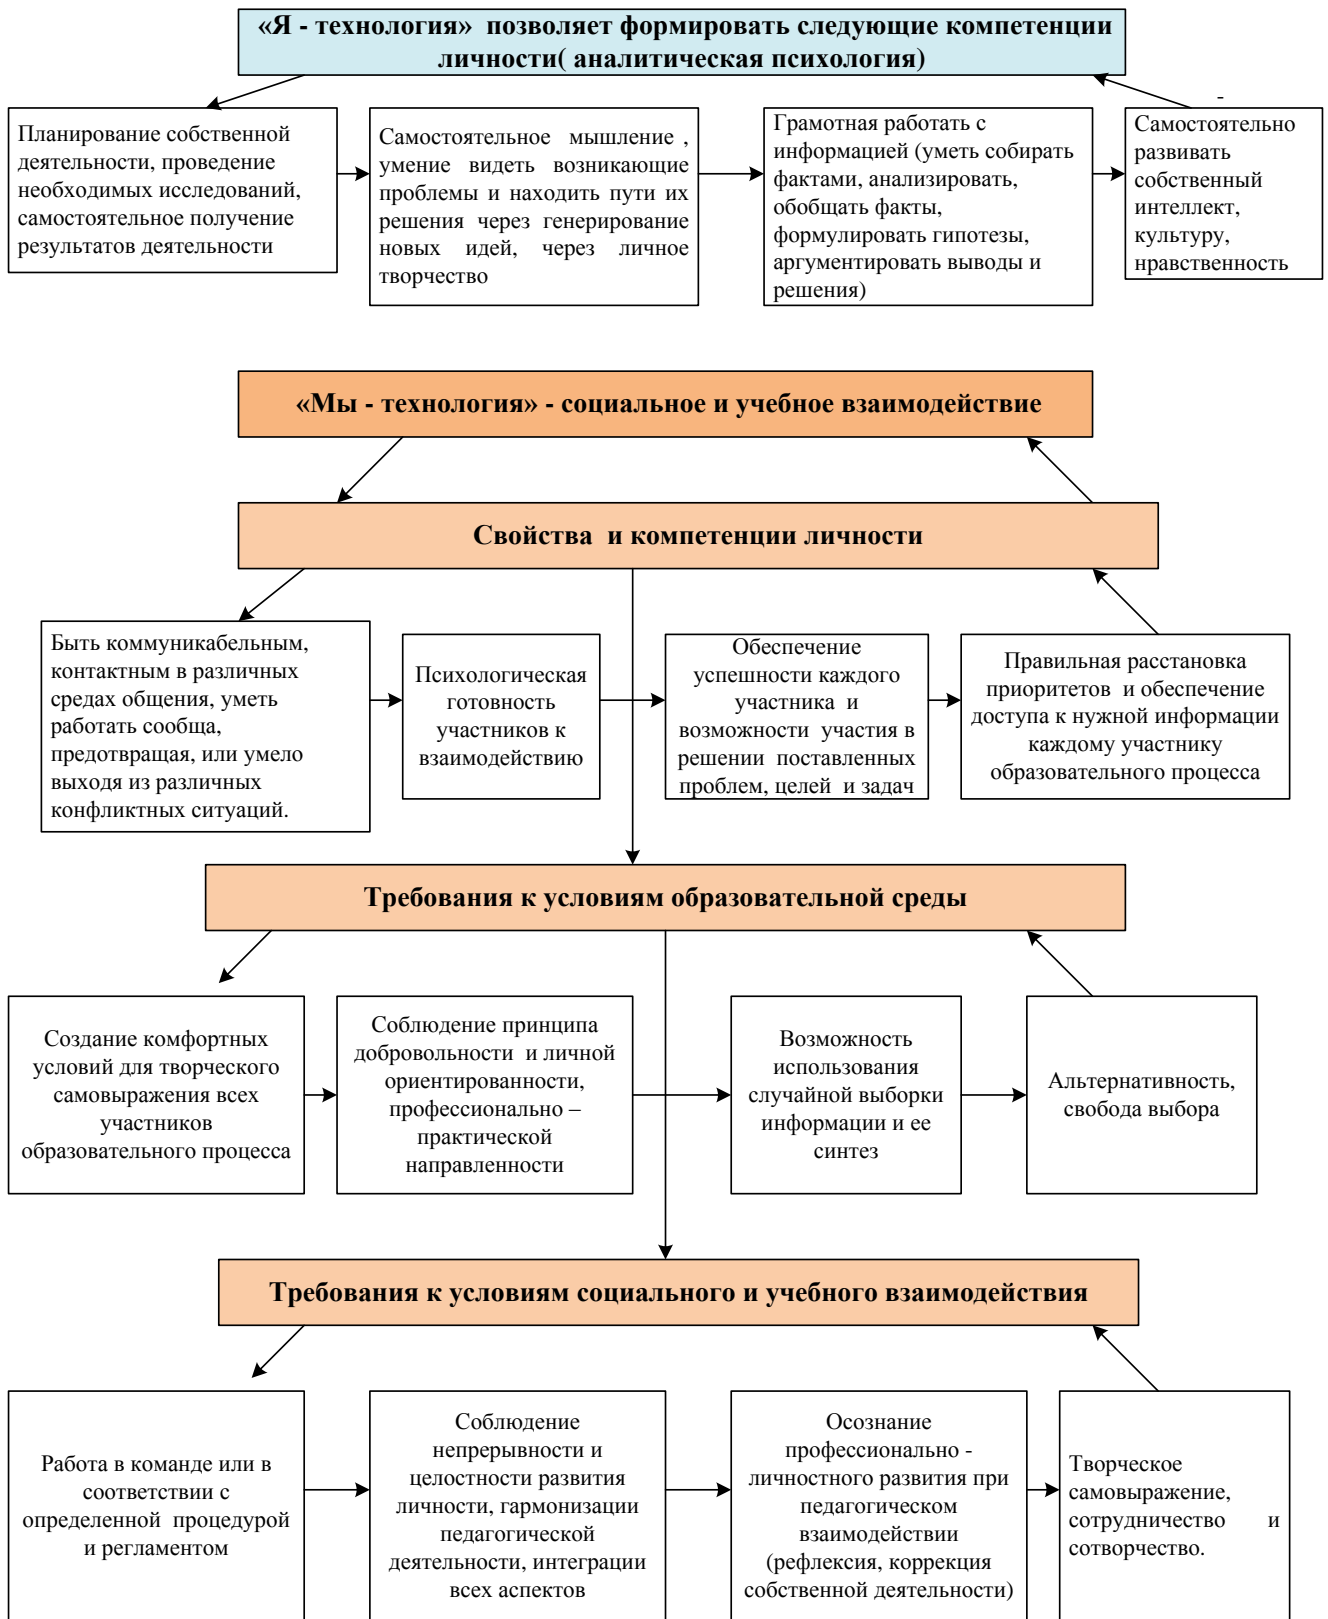 «Я - технология» позволяет формировать следующие компетенции
личности( аналитическая психология)
-
Планирование собственной
деятельности, проведение
необходимых исследований,
самостоятельное получение
результатов деятельности
Самостоятельное мышление ,
умение видеть возникающие
проблемы и находить пути их
решения через генерирование
новых идей, через личное
творчество
Грамотная работать с
информацией (уметь собирать
фактами, анализировать,
обобщать факты,
формулировать гипотезы,
аргументировать выводы и
решения)
Самостоятельно
развивать
собственный
интеллект,
культуру,
нравственность
«Мы - технология» - социальное и учебное взаимодействие
Свойства и компетенции личности
Быть коммуникабельным,
контактным в различных
средах общения, уметь
работать сообща,
предотвращая, или умело
выходя из различных
конфликтных ситуаций.
Психологическая
готовность
участников к
взаимодействию
Обеспечение
успешности каждого
участника и
возможности участия в
решении поставленных
проблем, целей и задач
Правильная расстановка
приоритетов и обеспечение
доступа к нужной информации
каждому участнику
образовательного процесса
Требования к условиям образовательной среды
Создание комфортных
условий для творческого
самовыражения всех
участников
образовательного процесса
Соблюдение принципа
добровольности и личной
ориентированности,
профессионально –
практической
направленности
Возможность
использования
случайной выборки
информации и ее
синтез
Альтернативность,
свобода выбора
Требования к условиям социального и учебного взаимодействия
Работа в команде или в
соответствии с
определенной процедурой
и регламентом
Соблюдение
непрерывности и
целостности развития
личности, гармонизации
педагогической
деятельности, интеграции
всех аспектов
Осознание
профессионально -
личностного развития при
педагогическом
взаимодействии
(рефлексия, коррекция
собственной деятельности)
Творческое
самовыражение,
сотрудничество и
сотворчество.